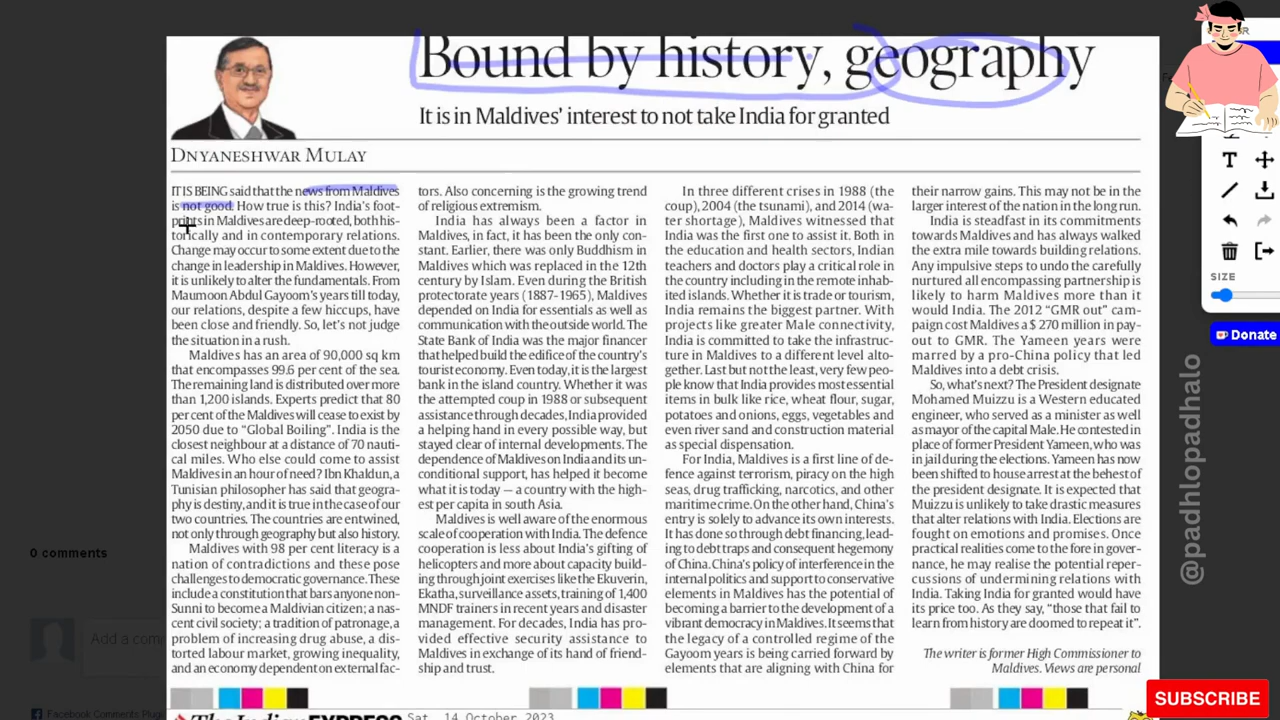 Bound by history, geography
It is in Maldives' interest to not take India for granted
DNYANESHWAR MULAY
IT IS BEING said that the news from Maldives
is not good. How true is this? India's foot-
prints in Maldives are deep-rooted, both his-
torically and in contemporary relations.
Change may occur to some extent due to the
change in leadership in Maldives. However,
it is unlikely to alter the fundamentals. From
Maumoon Abdul Gayoom's years till today,
our relations, despite a few hiccups, have
been close and friendly. So, let's not judge
the situation in a rush.
Maldives has an area of 90,000 sq km
that encompasses 99.6 per cent of the sea.
The remaining land is distributed over more
than 1,200 islands. Experts predict that 80
per cent of the Maldives will cease to exist by
2050 due to "Global Boiling". India is the
closest neighbour at a distance of 70 nauti-
cal miles. Who else could come to assist
Maldives in an hour of need? Ibn Khaldun, a
Tunisian philosopher has said that geogra-
phy is destiny, and it is true in the case of our
two countries. The countries are entwined,
not only through geography but also history.
Maldives with 98 per cent literacy is a
nation of contradictions and these pose
challenges to democratic governance. These
include a constitution that bars anyone non-
Sunni to become a Maldivian citizen; a nas-
cent civil society; a tradition of patronage, a
problem of increasing drug abuse, a dis-
torted labour market, growing inequality,
and an economy dependent on external fac-
tors. Also concerning is the growing trend
of religious extremism.
India has always been a factor in
Maldives, in fact, it has been the only con-
stant. Earlier, there was only Buddhism in
Maldives which was replaced in the 12th
century by Islam. Even during the British
protectorate years (1887-1965), Maldives
depended on India for essentials as well as
communication with the outside world. The
State Bank of India was the major financer
that helped build the edifice of the country's
tourist economy. Even today, it is the largest
bank in the island country. Whether it was
the attempted coup in 1988 or subsequent
assistance through decades, India provided
a helping hand in every possible way, but
stayed clear of internal developments. The
dependence of Maldives on India and its un-
conditional support, has helped it become
what it is today — a country with the high-
est per capita in south Asia.
Maldives is well aware of the enormous
scale of cooperation with India. The defence
cooperation is less about India's gifting of
helicopters and more about capacity build-
ing through joint exercises like the Ekuverin,
Ekatha, surveillance assets, training of 1,400
MNDF trainers in recent years and disaster
management. For decades, India has pro-
vided effective security assistance to
Maldives in exchange of its hand of friend-
ship and trust.
In three different crises in 1988 (the
coup), 2004 (the tsunami), and 2014 (wa-
ter shortage), Maldives witnessed that
India was the first one to assist it. Both in
the education and health sectors, Indian
teachers and doctors play a critical role in
the country including in the remote inhab-
ited islands. Whether it is trade or tourism,
India remains the biggest partner. With
projects like greater Male connectivity,
India is committed to take the infrastruc-
ture in Maldives to a different level alto-
gether. Last but not the least, very few peo-
ple know that India provides most essential
items in bulk like rice, wheat flour, sugar,
potatoes and onions, eggs, vegetables and
even river sand and construction material
as special dispensation.
For India, Maldives is a first line of de-
fence against terrorism, piracy on the high
seas, drug trafficking, narcotics, and other
maritime crime. On the other hand, China's
entry is solely to advance its own interests.
It has done so through debt financing, lead-
ing to debt traps and consequent hegemony
of China. China's policy of interference in the
internal politics and support to conservative
elements in Maldives has the potential of
becoming a barrier to the development of a
vibrant democracy in Maldives. It seems that
the legacy of a controlled regime of the
Gayoom years is being carried forward by
elements that are aligning with China for
their narrow gains. This may not be in the
larger interest of the nation in the long run.
India is steadfast in its commitments
towards Maldives and has always walked
the extra mile towards building relations.
Any impulsive steps to undo the carefully
nurtured all encompassing partnership is
likely to harm Maldives more than it
would India. The 2012 "GMR out" cam-
paign cost Maldives a $ 270 million in pay-
out to GMR. The Yameen years were
marred by a pro-China policy that led
Maldives into a debt crisis.
So, what's next? The President designate
Mohamed Muizzu is a Western educated
engineer, who served as a minister as well
as mayor of the capital Male. He contested in
place of former President Yameen, who was
in jail during the elections. Yameen has now
been shifted to house arrest at the behest of
the president designate. It is expected that
Muizzu is unlikely to take drastic measures
that alter relations with India. Elections are
fought on emotions and promises. Once
practical realities come to the fore in gover-
nance, he may realise the potential reper-
cussions of undermining relations with
India. Taking India for granted would have
its price too. As they say, "those that fail to
learn from history are doomed to repeat it".
The writer is former High Commissioner to
Maldives. Views are personal
The Indian EXPRESS
Sat, 14 October 2023
0 comments
Add a com
Facebook Comments Plugin
T
SIZE
Donate
@padhlopadhalo
SUBSCRIBE